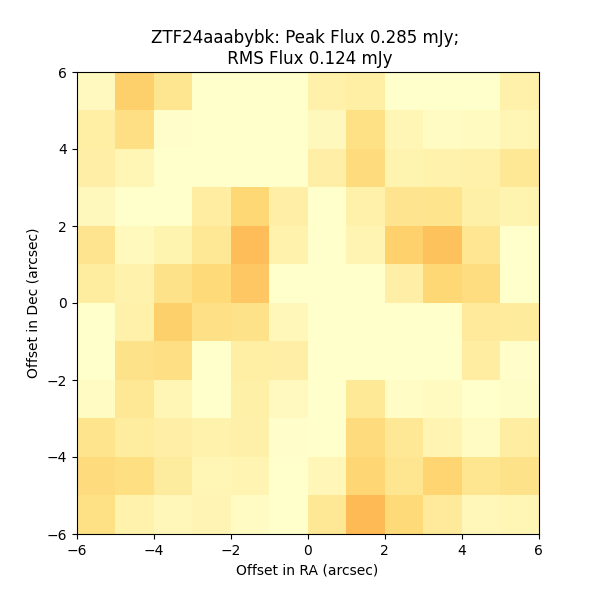 ZTF24aaabybk: Peak Flux 0.285 mJy;
RMS Flux 0.124 mJy
6
4
2
0
−2
−4
−6
Offset in Dec (arcsec)
−6 −4 −2 0 2 4 6
Offset in RA (arcsec)